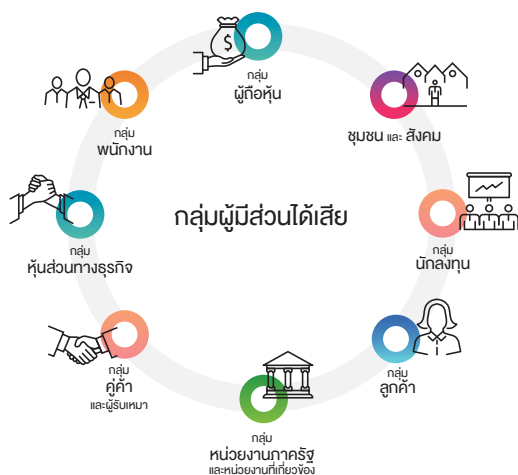 กลุ่ม
ผู้ถือหุ้น
ชุมชน และ สังคม
กลุ่ม
นักลงทุน
กลุ่ม
ลูกค้า
กลุ่ม
หน่วยงานภาครัฐ
และหน่วยงานที่เกี่ยวข้อง
กลุ่ม
คู่ค้า
และผู้รับเหมา
กลุ่ม
หุ้นส่วนทางธุรกิจ
กลุ่ม
พนักงาน
กลุ่มผู้มีส่วนได้เสีย
$